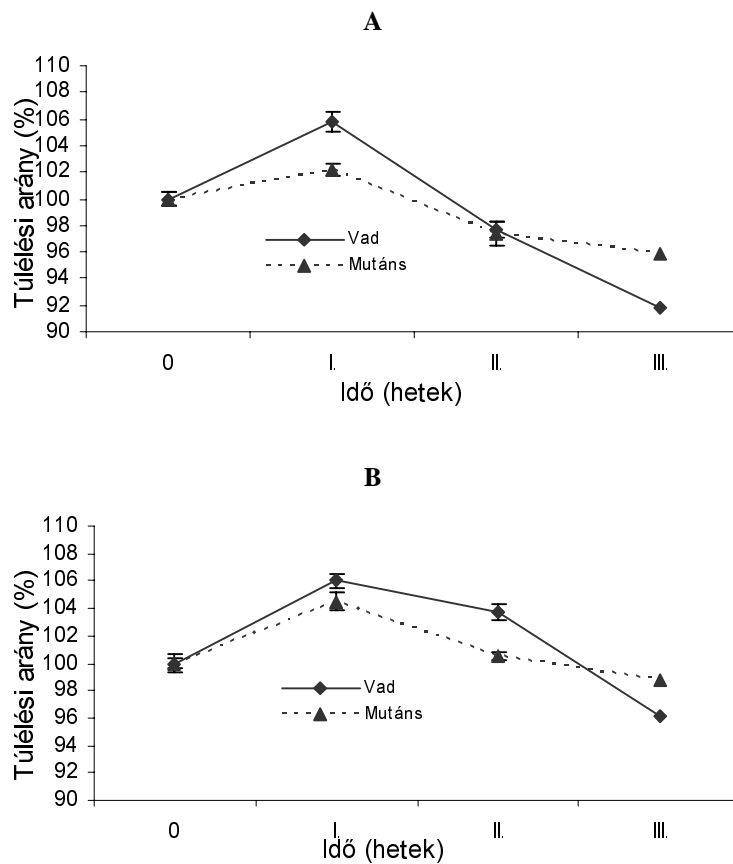 A
Túlélési arány (%)
110
108
106
104
102
100
98
96
94
92
90
Vad
Mutáns
0
I.
II.
III.
Idő (hetek)
B
Túlélési arány (%)
110
108
106
104
102
100
98
96
94
92
90
Vad
Mutáns
0
I.
II.
III.
Idő (hetek)